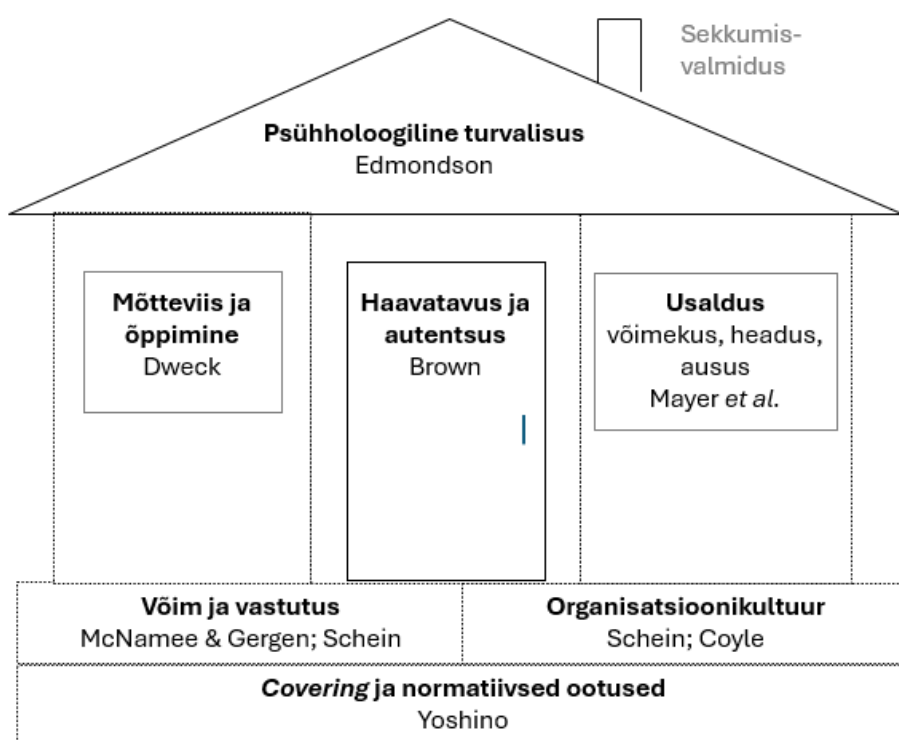 Sekkumis-
valmidus
Psühholoogiline turvalisus
Edmondson
Mõtteviis ja
õppimine
Dweck
Haavatavus ja
autentsus
Brown
Usaldus
võimekus, headus,
ausus
Mayer et al.
Võim ja vastutus
McNamee & Gergen; Schein
Organisatsioonikultuur
Schein; Coyle
Covering ja normatiivsed ootused
Yoshino